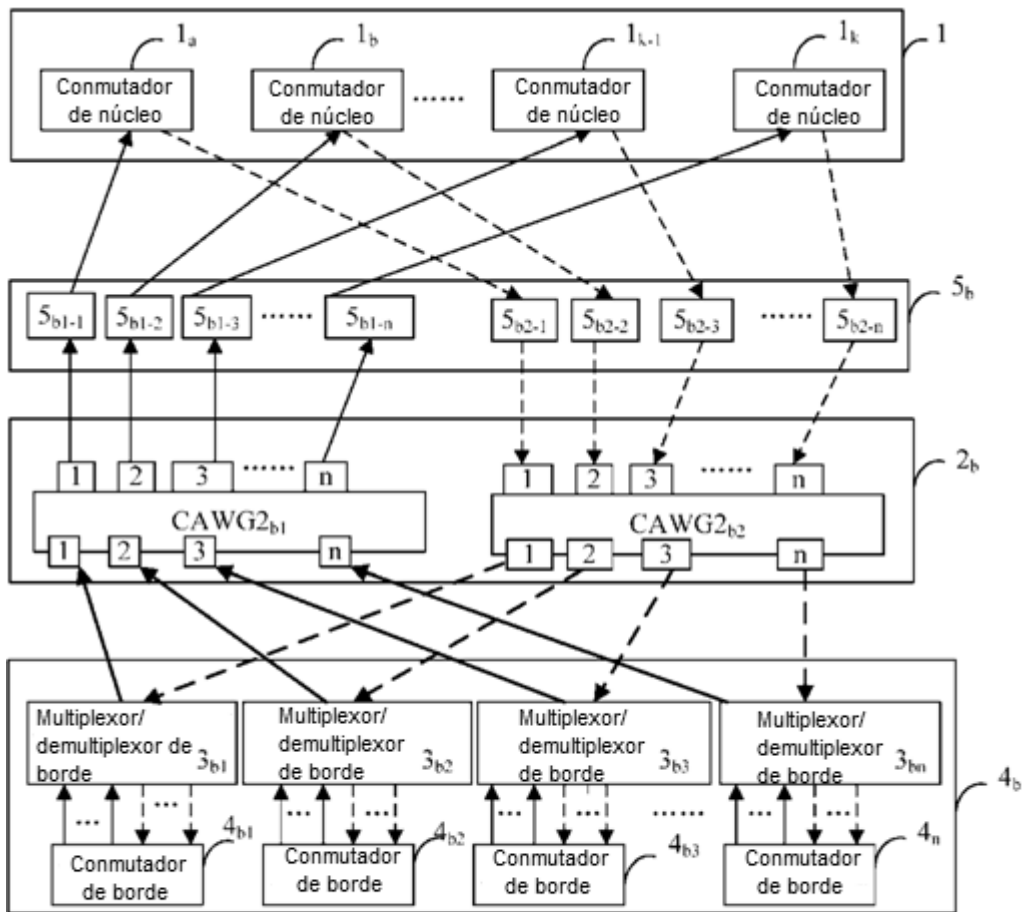 1a 1b 1k-1 1k 1
Conmutador de núcleo
Conmutador de núcleo
......
Conmutador de núcleo
Conmutador de núcleo
5b
5b1-1 5b1-2 5b1-3 ...... 5b1-n 5b2-1 5b2-2 5b2-3 ...... 5b2-n
2b
1 2 3 ...... n 1 2 3 ...... n
CAWG2b1 CAWG2b2
1 2 3 n 1 2 3 n
Multiplexor/
demultiplexor de
borde 3b1
Multiplexor/
demultiplexor
de borde 3b2
Multiplexor/
demultiplexor
de borde 3b3
Multiplexor/
demultiplexor
de borde 3bn
4b
... ... ... ... ... ... ...... ... ...
4b1 4b2 4b3 4n
Conmutador
de borde
Conmutador
de borde
Conmutador
de borde
Conmutador
de borde